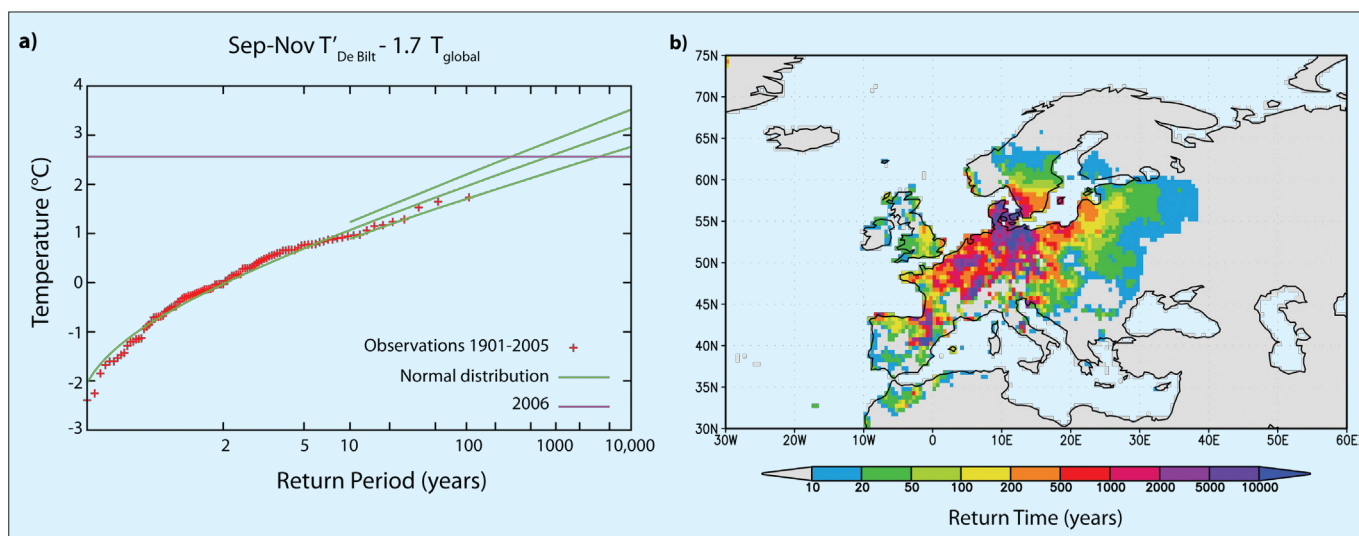 a)
Sep-Nov T′De Bilt - 1.7 Tglobal
4
3
2
1
0
-1
-2
-3
Temperature (°C)
Observations 1901-2005
Normal distribution
2006
2 5 10 100 1000 10,000
Return Period (years)
b)
75N
70N
65N
60N
55N
50N
45N
40N
35N
30N
30W 20W 10W 0 10E 20E 30E 40E 50E 60E
10 20 50 100 200 500 1000 2000 5000 10000
Return Time (years)